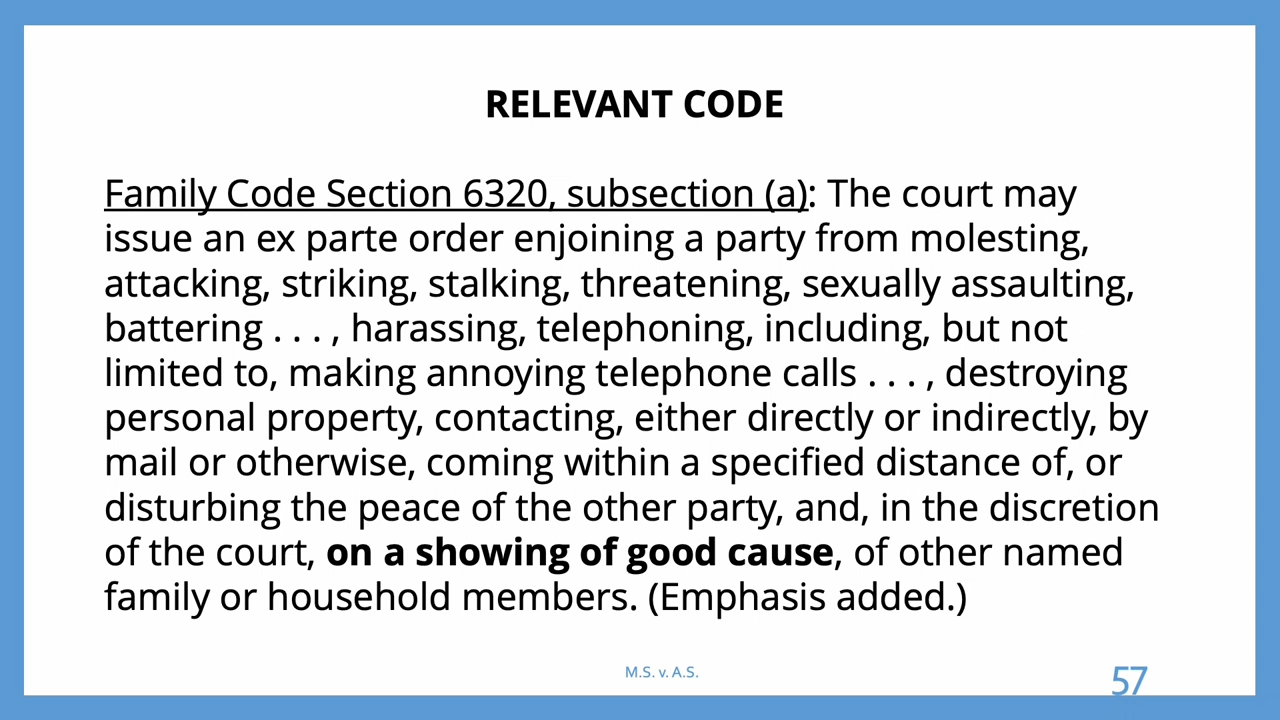 RELEVANT CODE
Family Code Section 6320, subsection (a): The court may
issue an ex parte order enjoining a party from molesting,
attacking, striking, stalking, threatening, sexually assaulting,
battering . . . , harassing, telephoning, including, but not
limited to, making annoying telephone calls . . . , destroying
personal property, contacting, either directly or indirectly, by
mail or otherwise, coming within a specified distance of, or
disturbing the peace of the other party, and, in the discretion
of the court, on a showing of good cause, of other named
family or household members. (Emphasis added.)
M.S. v. A.S.
57